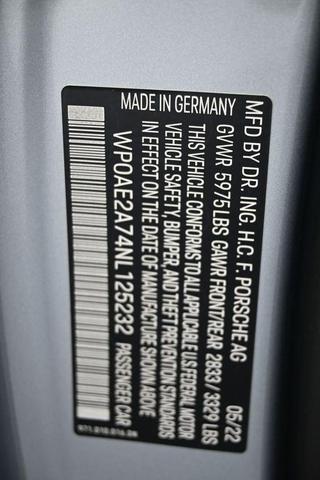 MFD BY DR. ING. H.C. F. PORSCHE AG 05/22
GVWR 5975 LBS GAWR FRONT/REAR 2833 / 3329 LBS
THIS VEHICLE CONFORMS TO ALL APPLICABLE U.S FEDERAL MOTOR
VEHICLE SAFETY, BUMPER, AND THEFT PREVENTION STANDARDS
IN EFFECT ON THE DATE OF MANUFACTURE SHOWN ABOVE
MADE IN GERMANY
WP0AE2A74NL125232 PASSENGER CAR